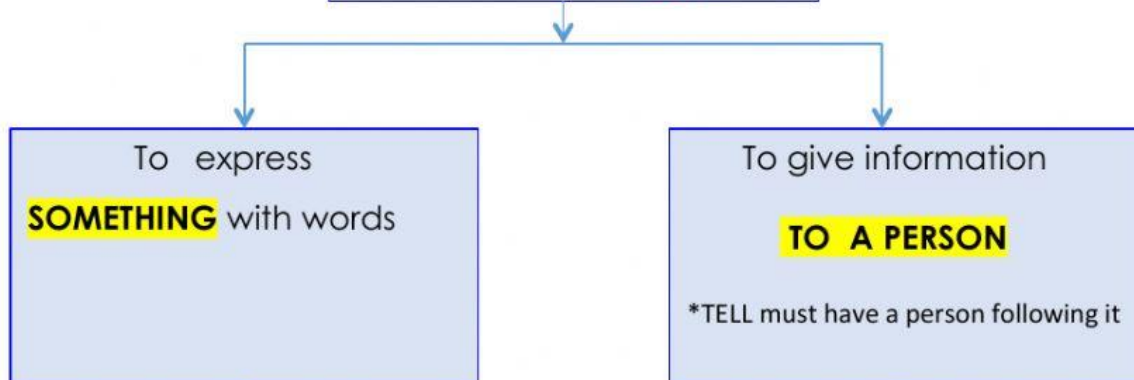 To express
SOMETHING with words
To give information
TO A PERSON
*TELL must have a person following it